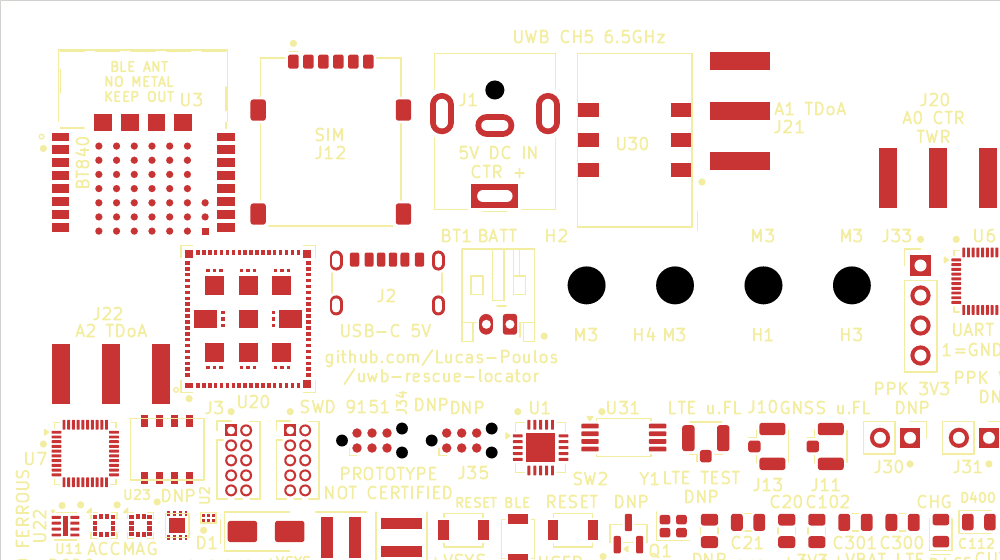 UWB CH5 6.5GHz
BLE ANT
NO METAL
KEEP OUT
U3
BT840
SIM
J12
J1
5V DC IN
CTR +
U30
A1 TDoA
J21
J20
A0 CTR
TWR
BT1 BATT
H2
M3
M3
J33
U6
J2
USB-C 5V
J22
A2 TDoA
M3
H4
M3
H1
H3
UART
1=GND
github.com/Lucas-Poulos
/uwb-rescue-locator
PPK 3V3
PPK
U20
J3
SWD 9151
J34
DNP
DNP
U1
U31
LTE u.FL
J10
GNSS u.FL
DNP
U7
J35
PROTOTYPE
NOT CERTIFIED
SW2
Y1
LTE TEST
J13
J11
J30
J31
FERROUS
U22
U23
DNP
U2
RESET BLE
RESET
DNP
DNP
C20
C102
CHG
D400
U11
ACC
MAG
D1
Q1
C21
C301
C300
C112
DNP